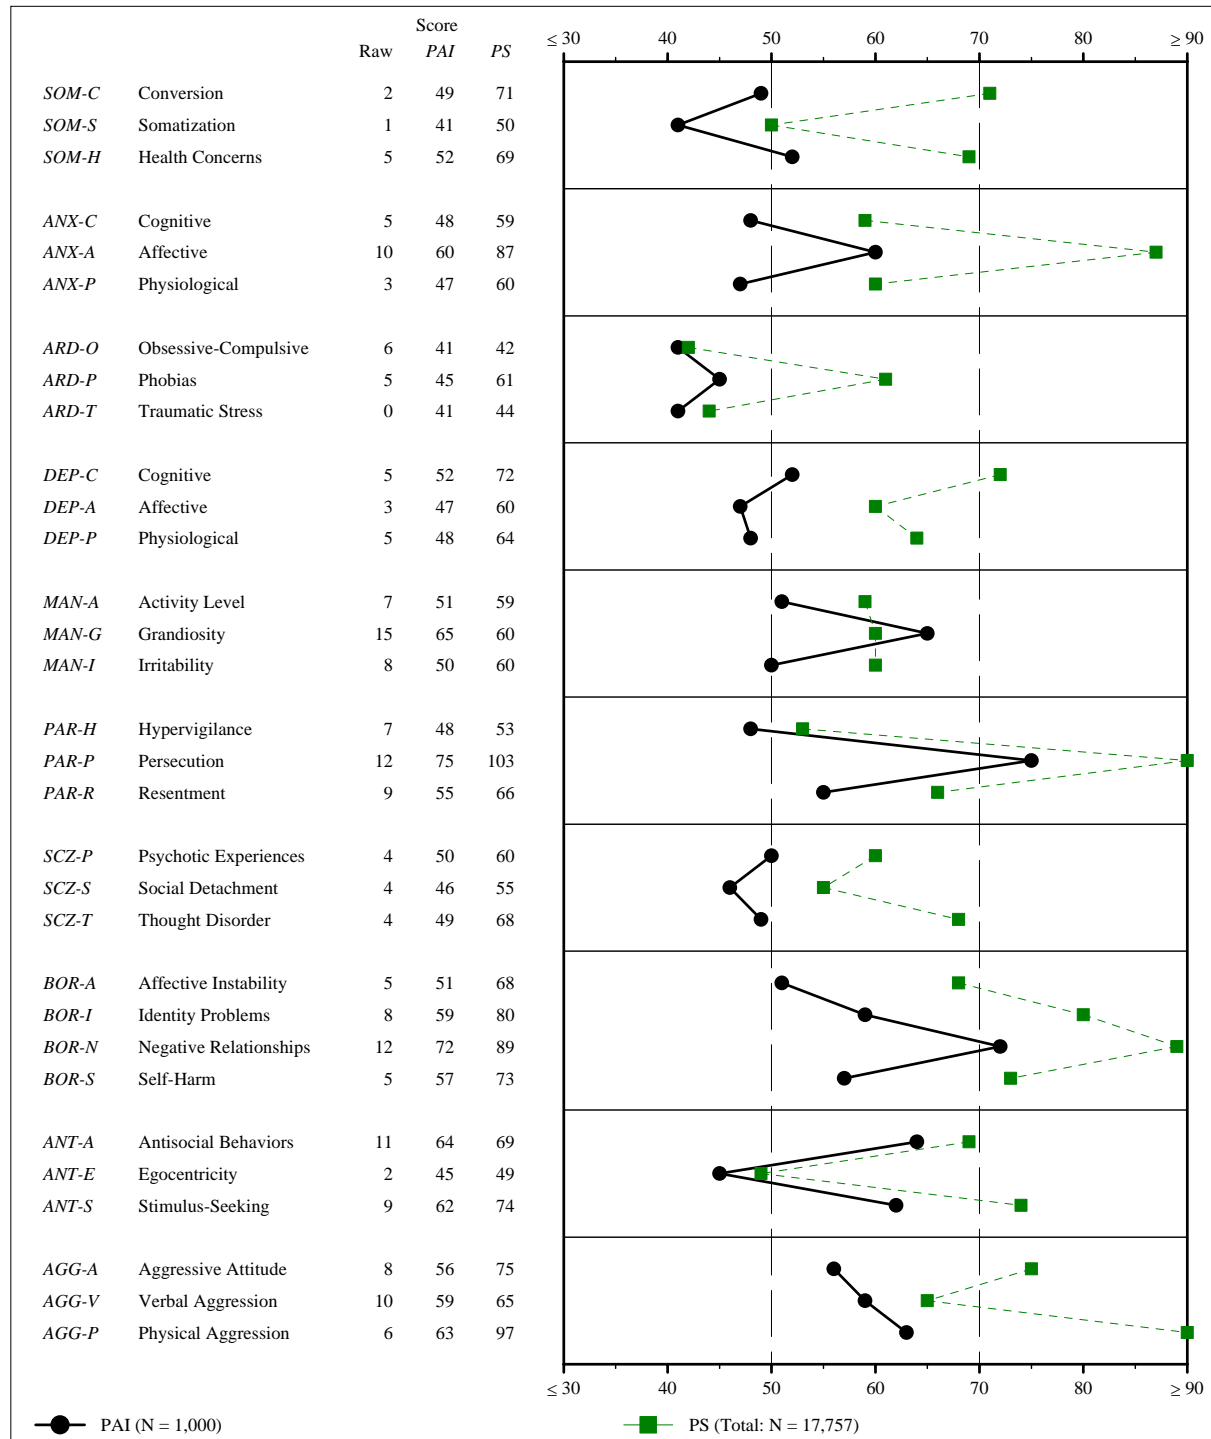 Score
Raw PAI PS
≤ 30 40 50 60 70 80 ≥ 90
SOM-C Conversion 2 49 71
SOM-S Somatization 1 41 50
SOM-H Health Concerns 5 52 69
ANX-C Cognitive 5 48 59
ANX-A Affective 10 60 87
ANX-P Physiological 3 47 60
ARD-O Obsessive-Compulsive 6 41 42
ARD-P Phobias 5 45 61
ARD-T Traumatic Stress 0 41 44
DEP-C Cognitive 5 52 72
DEP-A Affective 3 47 60
DEP-P Physiological 5 48 64
MAN-A Activity Level 7 51 59
MAN-G Grandiosity 15 65 60
MAN-I Irritability 8 50 60
PAR-H Hypervigilance 7 48 53
PAR-P Persecution 12 75 103
PAR-R Resentment 9 55 66
SCZ-P Psychotic Experiences 4 50 60
SCZ-S Social Detachment 4 46 55
SCZ-T Thought Disorder 4 49 68
BOR-A Affective Instability 5 51 68
BOR-I Identity Problems 8 59 80
BOR-N Negative Relationships 12 72 89
BOR-S Self-Harm 5 57 73
ANT-A Antisocial Behaviors 11 64 69
ANT-E Egocentricity 2 45 49
ANT-S Stimulus-Seeking 9 62 74
AGG-A Aggressive Attitude 8 56 75
AGG-V Verbal Aggression 10 59 65
AGG-P Physical Aggression 6 63 97
≤ 30 40 50 60 70 80 ≥ 90
PAI (N = 1,000) PS (Total: N = 17,757)